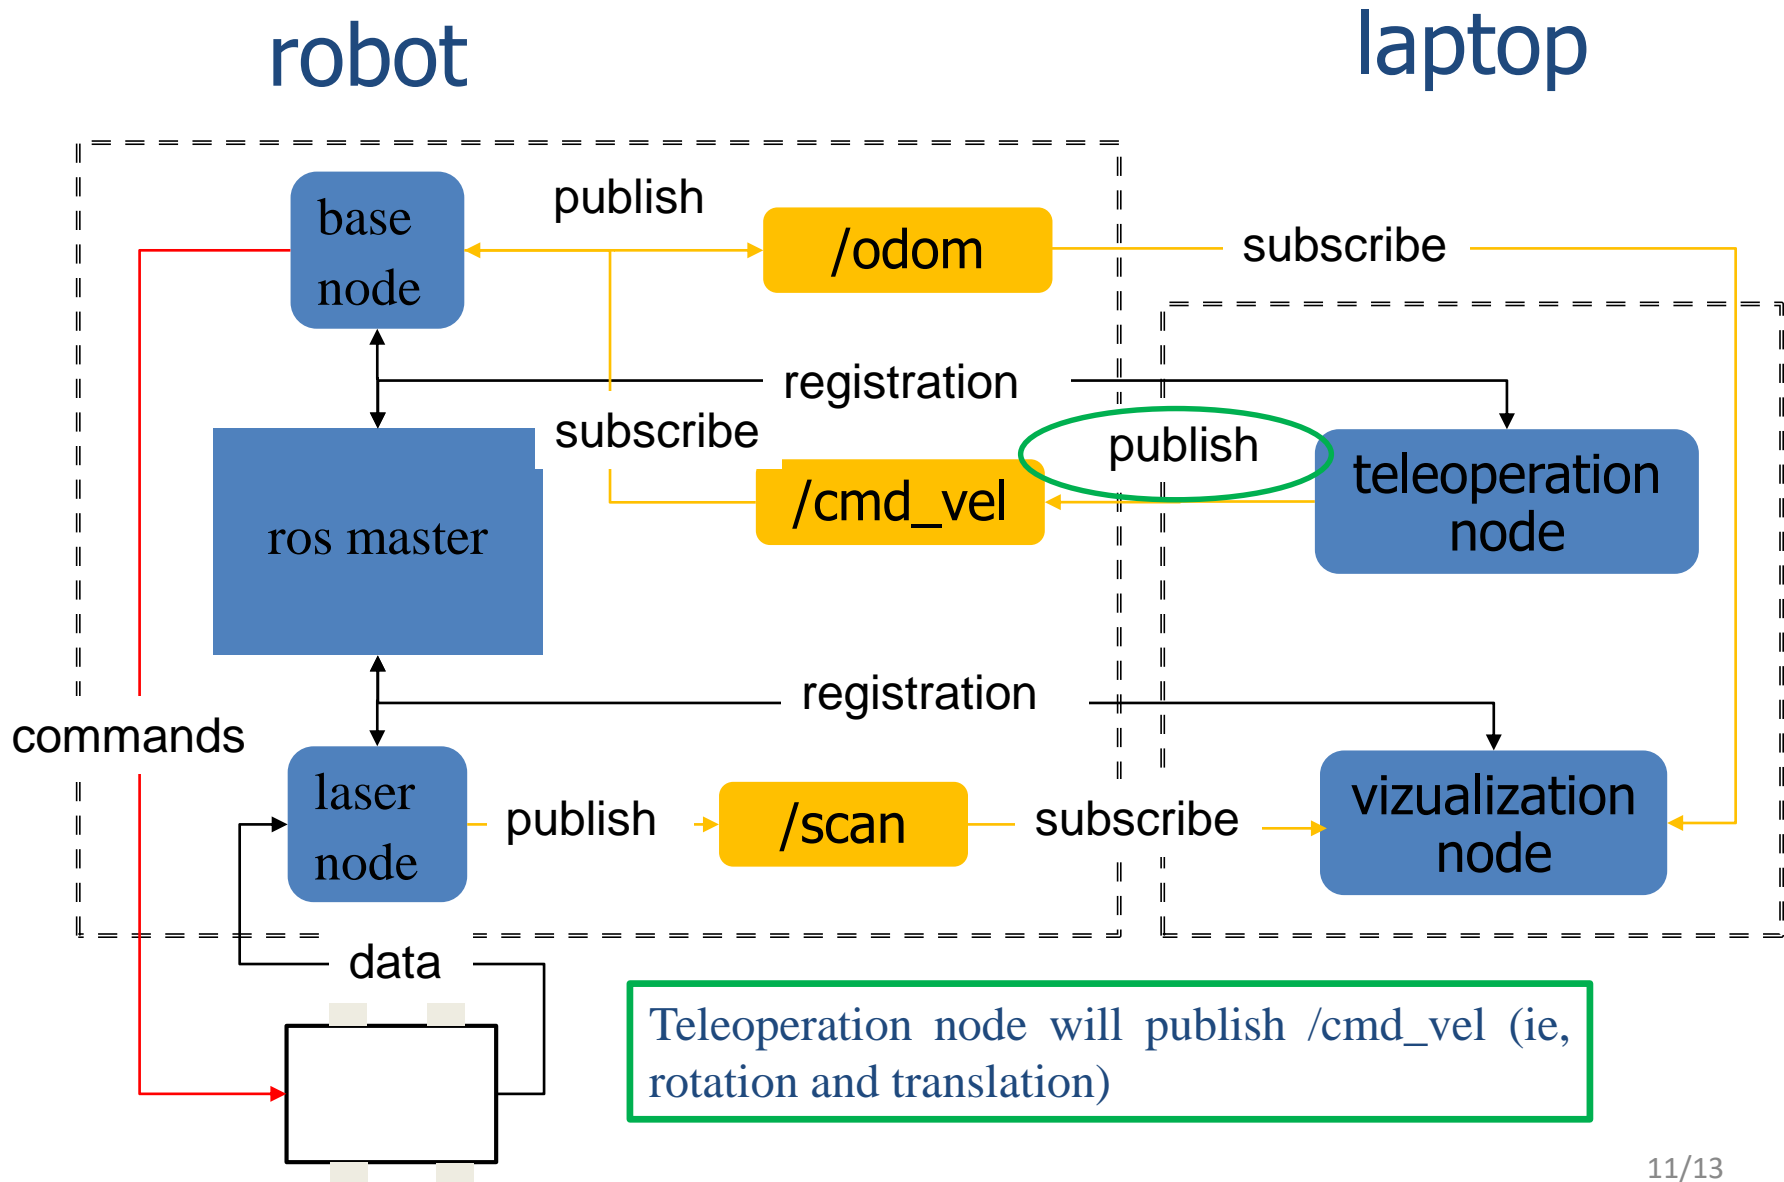 robot
laptop
base
node
publish
/odom
subscribe
registration
subscribe
publish
/cmd_vel
teleoperation
node
ros master
registration
commands
laser
node
publish
/scan
subscribe
vizualization
node
data
Teleoperation node will publish /cmd_vel (ie,
rotation and translation)
11/13